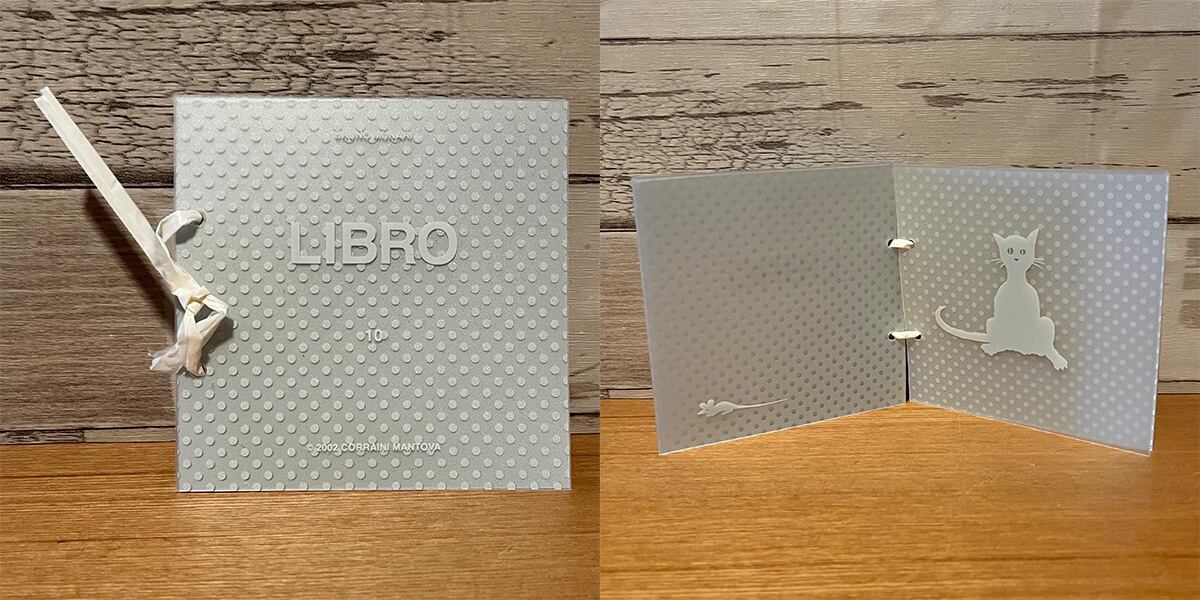 BRUNO MUNARI
LIBRO
10
© 2002 CORRAINI MANTOVA